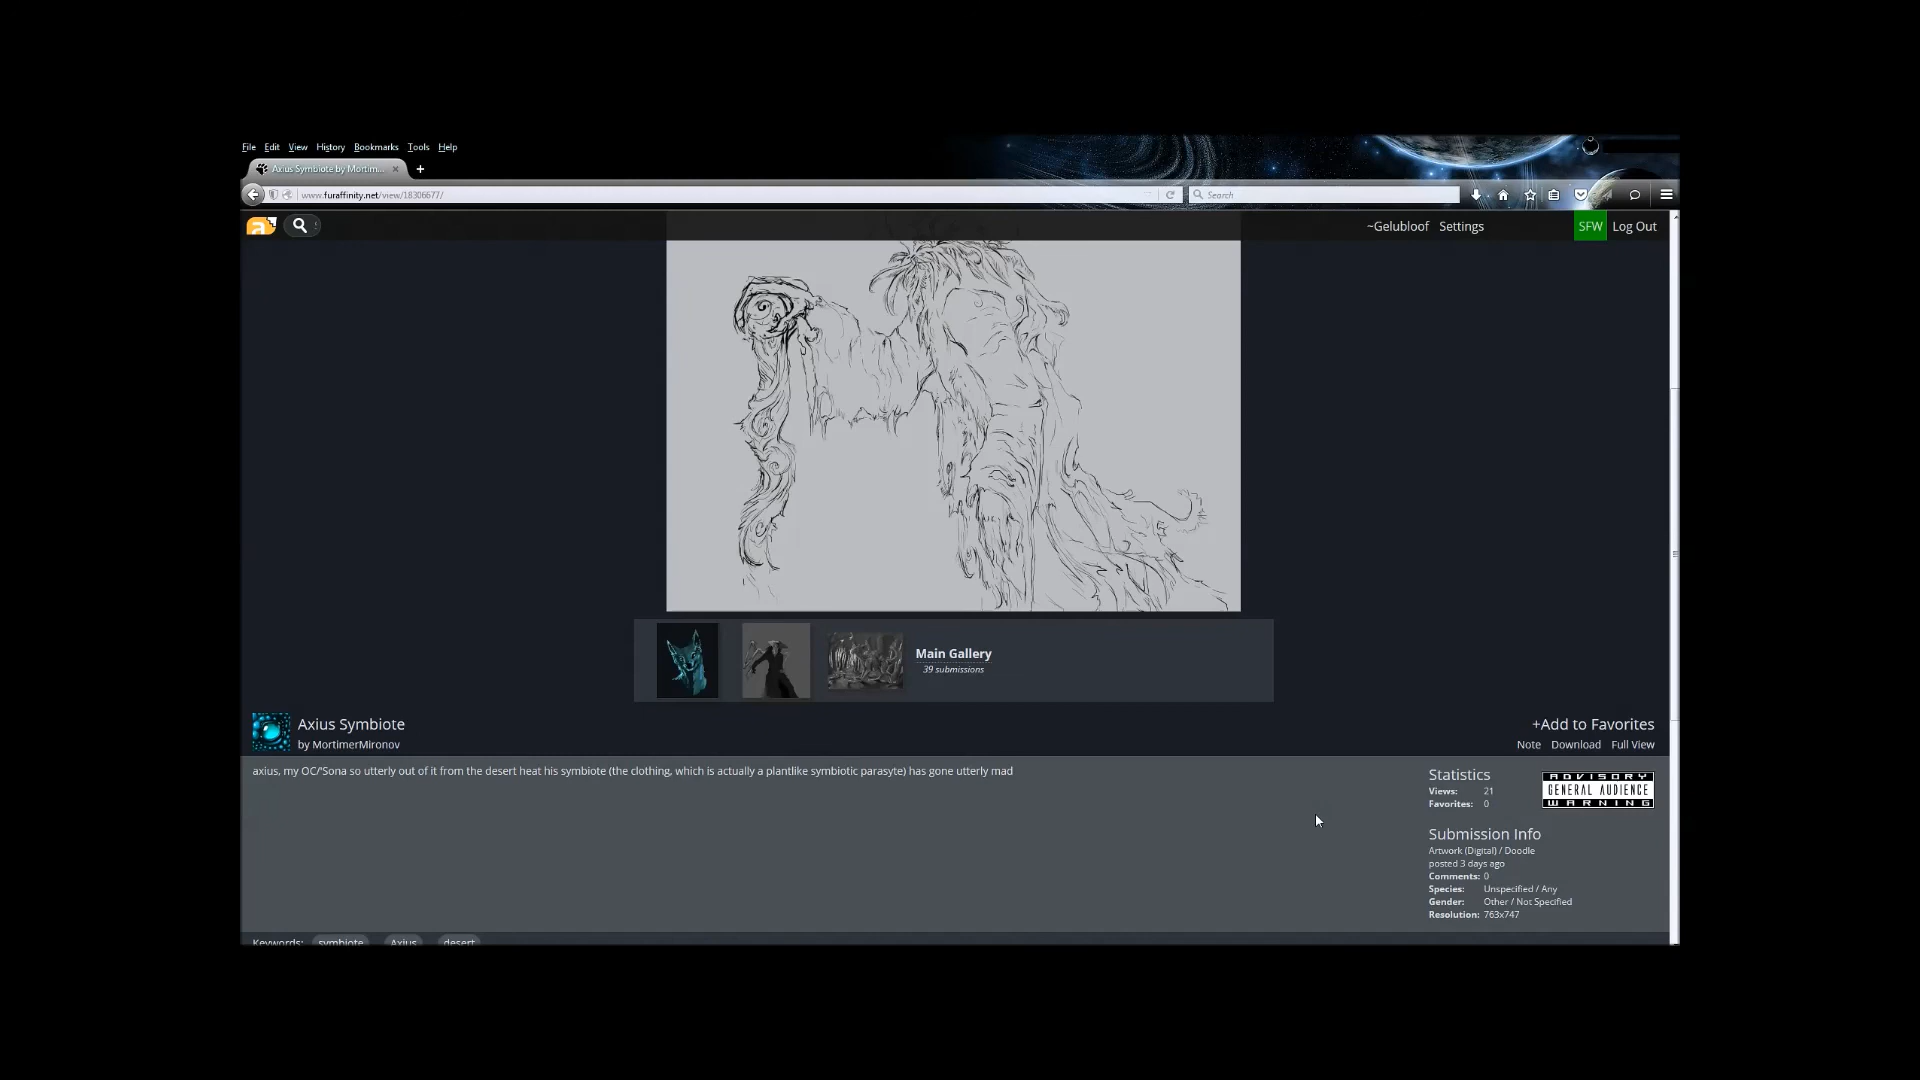 File Edit View History Bookmarks Tools Help
Axius Symbiote by Mortim...
www.furaffinity.net/view/18306677/
Search
~Gelubloof Settings SFW Log Out
Main Gallery
39 submissions
Axius Symbiote
by MortimerMironov
+Add to Favorites
Note Download Full View
axius, my OC/'Sona so utterly out of it from the desert heat his symbiote (the clothing, which is actually a plantlike symbiotic parasyte) has gone utterly mad
Statistics
Views: 21
Favorites: 0
ADVISORY
GENERAL AUDIENCE
WARNING
Submission Info
Artwork (Digital) / Doodle
posted 3 days ago
Comments: 0
Species: Unspecified / Any
Gender: Other / Not Specified
Resolution: 763x747
Keywords: symbiote Axius desert